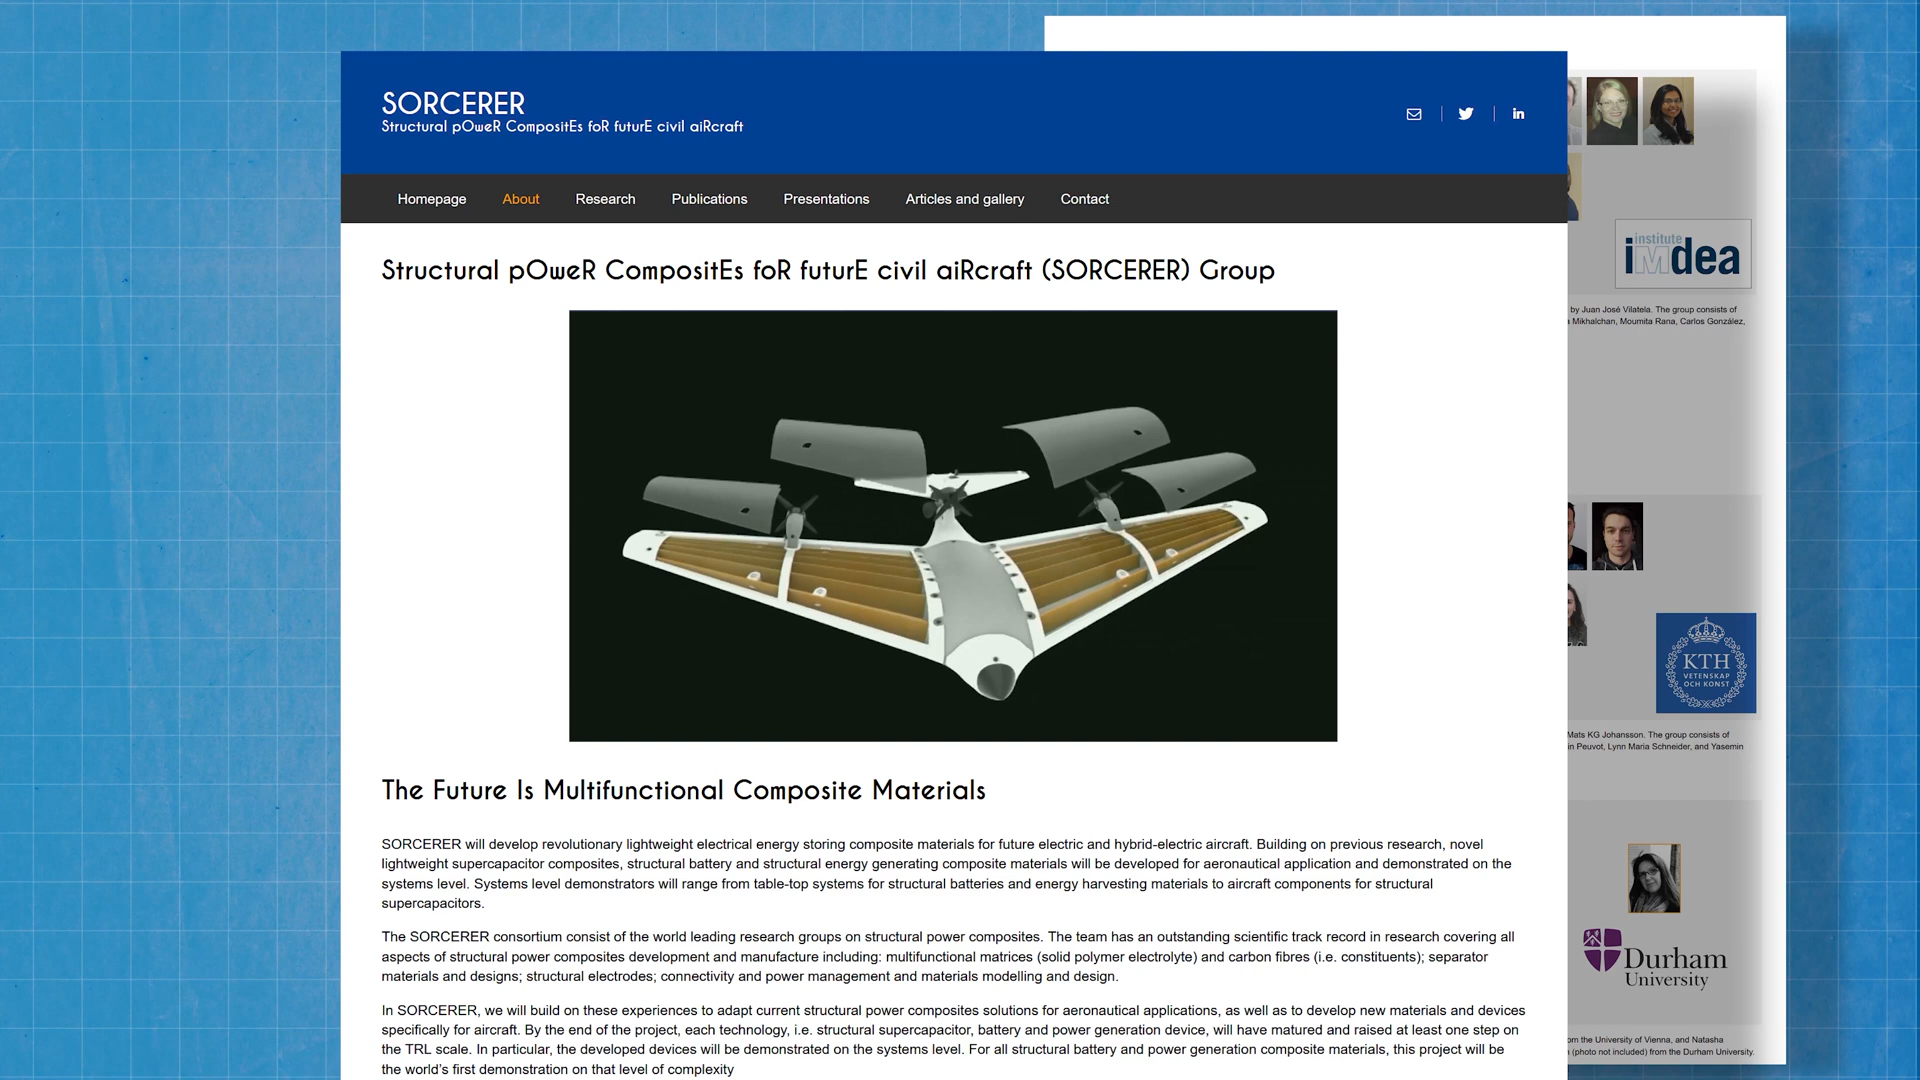 SORCERER
Structural pOweR CompositEs foR futurE civil aiRcraft
Homepage About Research Publications Presentations Articles and gallery Contact
Structural pOweR CompositEs foR futurE civil aiRcraft (SORCERER) Group
The Future Is Multifunctional Composite Materials
SORCERER will develop revolutionary lightweight electrical energy storing composite materials for future electric and hybrid-electric aircraft. Building on previous research, novel
lightweight supercapacitor composites, structural battery and structural energy generating composite materials will be developed for aeronautical application and demonstrated on the
systems level. Systems level demonstrators will range from table-top systems for structural batteries and energy harvesting materials to aircraft components for structural
supercapacitors.
The SORCERER consortium consist of the world leading research groups on structural power composites. The team has an outstanding scientific track record in research covering all
aspects of structural power composites development and manufacture including: multifunctional matrices (solid polymer electrolyte) and carbon fibres (i.e. constituents); separator
materials and designs; structural electrodes; connectivity and power management and materials modelling and design.
In SORCERER, we will build on these experiences to adapt current structural power composites solutions for aeronautical applications, as well as to develop new materials and devices
specifically for aircraft. By the end of the project, each technology, i.e. structural supercapacitor, battery and power generation device, will have matured and raised at least one step on
the TRL scale. In particular, the developed devices will be demonstrated on the systems level. For all structural battery and power generation composite materials, this project will be
the world's first demonstration on that level of complexity
institute
imdea
by Juan José Vilatela. The group consists of
Mikhalchan, Moumita Rana, Carlos González,
KTH
VETENSKAP
OCH KONST
Mats KG Johansson. The group consists of
in Peuvot, Lynn Maria Schneider, and Yasemin
Durham
University
om the University of Vienna, and Natasha
(photo not included) from the Durham University.